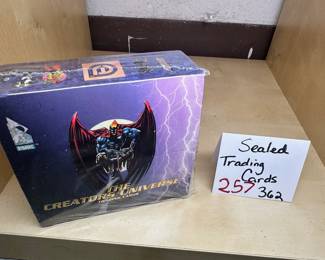 THE
CREATORS UNIVERSE
Sealed
Trading
Cards
257 362